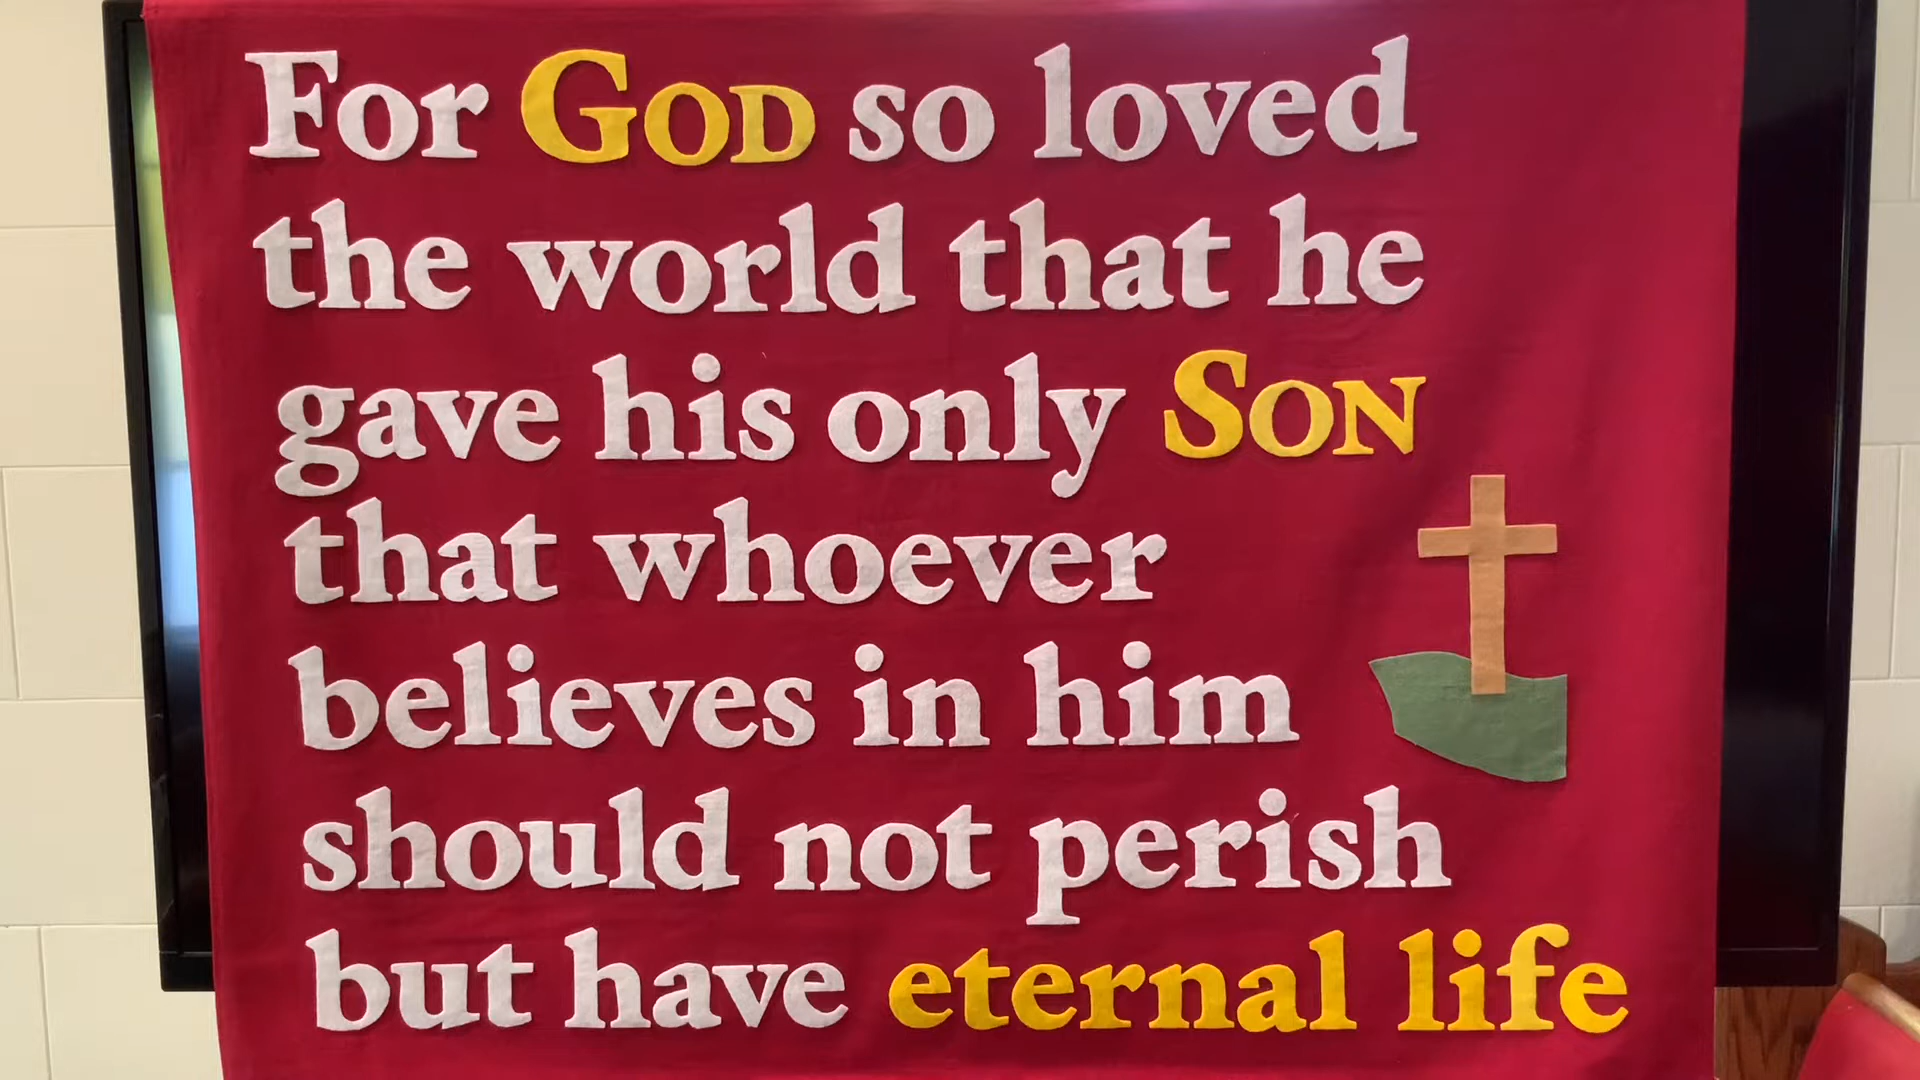 For GOD so loved
the world that he
gave his only SON
that whoever
believes in him
should not perish
but have eternal life